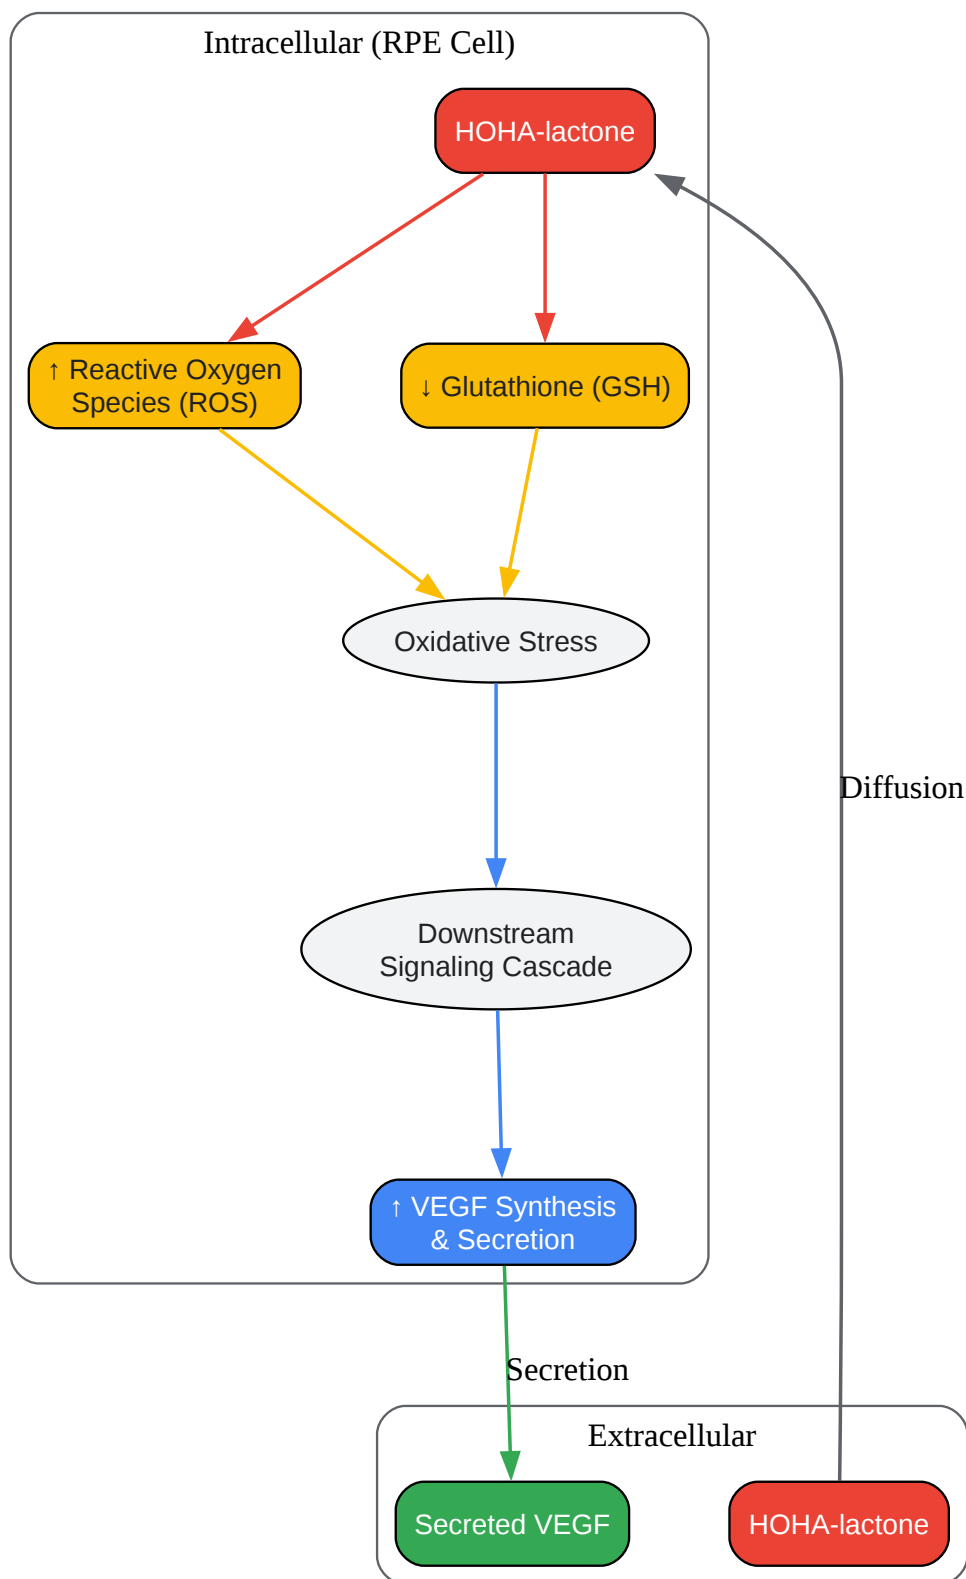 Intracellular (RPE Cell)
HOHA-lactone
↑ Reactive Oxygen
Species (ROS)
↓ Glutathione (GSH)
Oxidative Stress
Diffusion
Downstream
Signaling Cascade
↑ VEGF Synthesis
& Secretion
Secretion
Extracellular
Secreted VEGF
HOHA-lactone